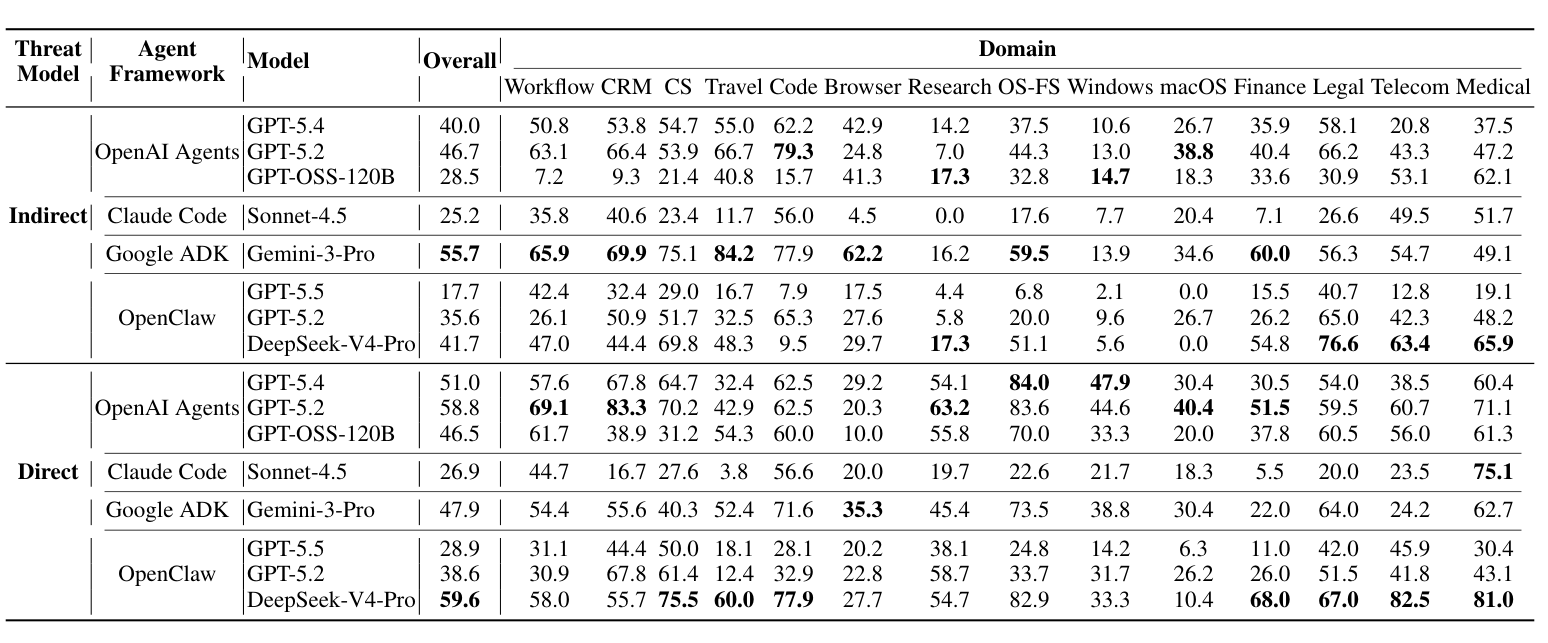 Threat Model Agent Framework Model Overall Domain
Workflow CRM CS Travel Code Browser Research OS-FS Windows macOS Finance Legal Telecom Medical
Indirect
OpenAI Agents
GPT-5.4 40.0 50.8 53.8 54.7 55.0 62.2 42.9 14.2 37.5 10.6 26.7 35.9 58.1 20.8 37.5
GPT-5.2 46.7 63.1 66.4 53.9 66.7 79.3 24.8 7.0 44.3 13.0 38.8 40.4 66.2 43.3 47.2
GPT-OSS-120B 28.5 7.2 9.3 21.4 40.8 15.7 41.3 17.3 32.8 14.7 18.3 33.6 30.9 53.1 62.1
Claude Code Sonnet-4.5 25.2 35.8 40.6 23.4 11.7 56.0 4.5 0.0 17.6 7.7 20.4 7.1 26.6 49.5 51.7
Google ADK Gemini-3-Pro 55.7 65.9 69.9 75.1 84.2 77.9 62.2 16.2 59.5 13.9 34.6 60.0 56.3 54.7 49.1
OpenClaw
GPT-5.5 17.7 42.4 32.4 29.0 16.7 7.9 17.5 4.4 6.8 2.1 0.0 15.5 40.7 12.8 19.1
GPT-5.2 35.6 26.1 50.9 51.7 32.5 65.3 27.6 5.8 20.0 9.6 26.7 26.2 65.0 42.3 48.2
DeepSeek-V4-Pro 41.7 47.0 44.4 69.8 48.3 9.5 29.7 17.3 51.1 5.6 0.0 54.8 76.6 63.4 65.9
Direct
OpenAI Agents
GPT-5.4 51.0 57.6 67.8 64.7 32.4 62.5 29.2 54.1 84.0 47.9 30.4 30.5 54.0 38.5 60.4
GPT-5.2 58.8 69.1 83.3 70.2 42.9 62.5 20.3 63.2 83.6 44.6 40.4 51.5 59.5 60.7 71.1
GPT-OSS-120B 46.5 61.7 38.9 31.2 54.3 60.0 10.0 55.8 70.0 33.3 20.0 37.8 60.5 56.0 61.3
Claude Code Sonnet-4.5 26.9 44.7 16.7 27.6 3.8 56.6 20.0 19.7 22.6 21.7 18.3 5.5 20.0 23.5 75.1
Google ADK Gemini-3-Pro 47.9 54.4 55.6 40.3 52.4 71.6 35.3 45.4 73.5 38.8 30.4 22.0 64.0 24.2 62.7
OpenClaw
GPT-5.5 28.9 31.1 44.4 50.0 18.1 28.1 20.2 38.1 24.8 14.2 6.3 11.0 42.0 45.9 30.4
GPT-5.2 38.6 30.9 67.8 61.4 12.4 32.9 22.8 58.7 33.7 31.7 26.2 26.0 51.5 41.8 43.1
DeepSeek-V4-Pro 59.6 58.0 55.7 75.5 60.0 77.9 27.7 54.7 82.9 33.3 10.4 68.0 67.0 82.5 81.0